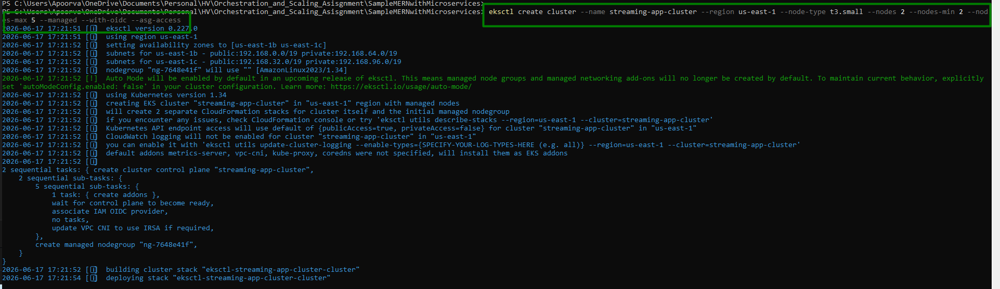 PS C:\Users\Apoorva\OneDrive\Documents\Personal\HV\Orchestration_and_Scaling_Asisgnment\SampleMERNwithMicroservices>
PS C:\Users\Apoorva\OneDrive\Documents\Personal\HV\Orchestration_and_Scaling_Asisgnment\SampleMERNwithMicroservices> eksctl create cluster --name streaming-app-cluster --region us-east-1 --node-type t3.small --nodes 2 --nodes-min 2 --nod
es-max 5 --managed --with-oidc --asg-access
2026-06-17 17:21:51 [i]  eksctl version 0.227.0
2026-06-17 17:21:51 [i]  using region us-east-1
2026-06-17 17:21:52 [i]  setting availability zones to [us-east-1b us-east-1c]
2026-06-17 17:21:52 [i]  subnets for us-east-1b - public:192.168.0.0/19 private:192.168.64.0/19
2026-06-17 17:21:52 [i]  subnets for us-east-1c - public:192.168.32.0/19 private:192.168.96.0/19
2026-06-17 17:21:52 [i]  nodegroup "ng-7648e41f" will use "" [AmazonLinux2023/1.34]
2026-06-17 17:21:52 [!]  Auto Mode will be enabled by default in an upcoming release of eksctl. This means managed node groups and managed networking add-ons will no longer be created by default. To maintain current behavior, explicitly
set 'autoModeConfig.enabled: false' in your cluster configuration. Learn more: https://eksctl.io/usage/auto-mode/
2026-06-17 17:21:52 [i]  using Kubernetes version 1.34
2026-06-17 17:21:52 [i]  creating EKS cluster "streaming-app-cluster" in "us-east-1" region with managed nodes
2026-06-17 17:21:52 [i]  will create 2 separate CloudFormation stacks for cluster itself and the initial managed nodegroup
2026-06-17 17:21:52 [i]  if you encounter any issues, check CloudFormation console or try 'eksctl utils describe-stacks --region=us-east-1 --cluster=streaming-app-cluster'
2026-06-17 17:21:52 [i]  Kubernetes API endpoint access will use default of {publicAccess=true, privateAccess=false} for cluster "streaming-app-cluster" in "us-east-1"
2026-06-17 17:21:52 [i]  CloudWatch logging will not be enabled for cluster "streaming-app-cluster" in "us-east-1"
2026-06-17 17:21:52 [i]  you can enable it with 'eksctl utils update-cluster-logging --enable-types={SPECIFY-YOUR-LOG-TYPES-HERE (e.g. all)} --region=us-east-1 --cluster=streaming-app-cluster'
2026-06-17 17:21:52 [i]  default addons metrics-server, vpc-cni, kube-proxy, coredns were not specified, will install them as EKS addons
2026-06-17 17:21:52 [i]
2 sequential tasks: { create cluster control plane "streaming-app-cluster",
    2 sequential sub-tasks: {
        5 sequential sub-tasks: {
            1 task: { create addons },
            wait for control plane to become ready,
            associate IAM OIDC provider,
            no tasks,
            update VPC CNI to use IRSA if required,
        },
        create managed nodegroup "ng-7648e41f",
    }
}
2026-06-17 17:21:52 [i]  building cluster stack "eksctl-streaming-app-cluster-cluster"
2026-06-17 17:21:54 [i]  deploying stack "eksctl-streaming-app-cluster-cluster"